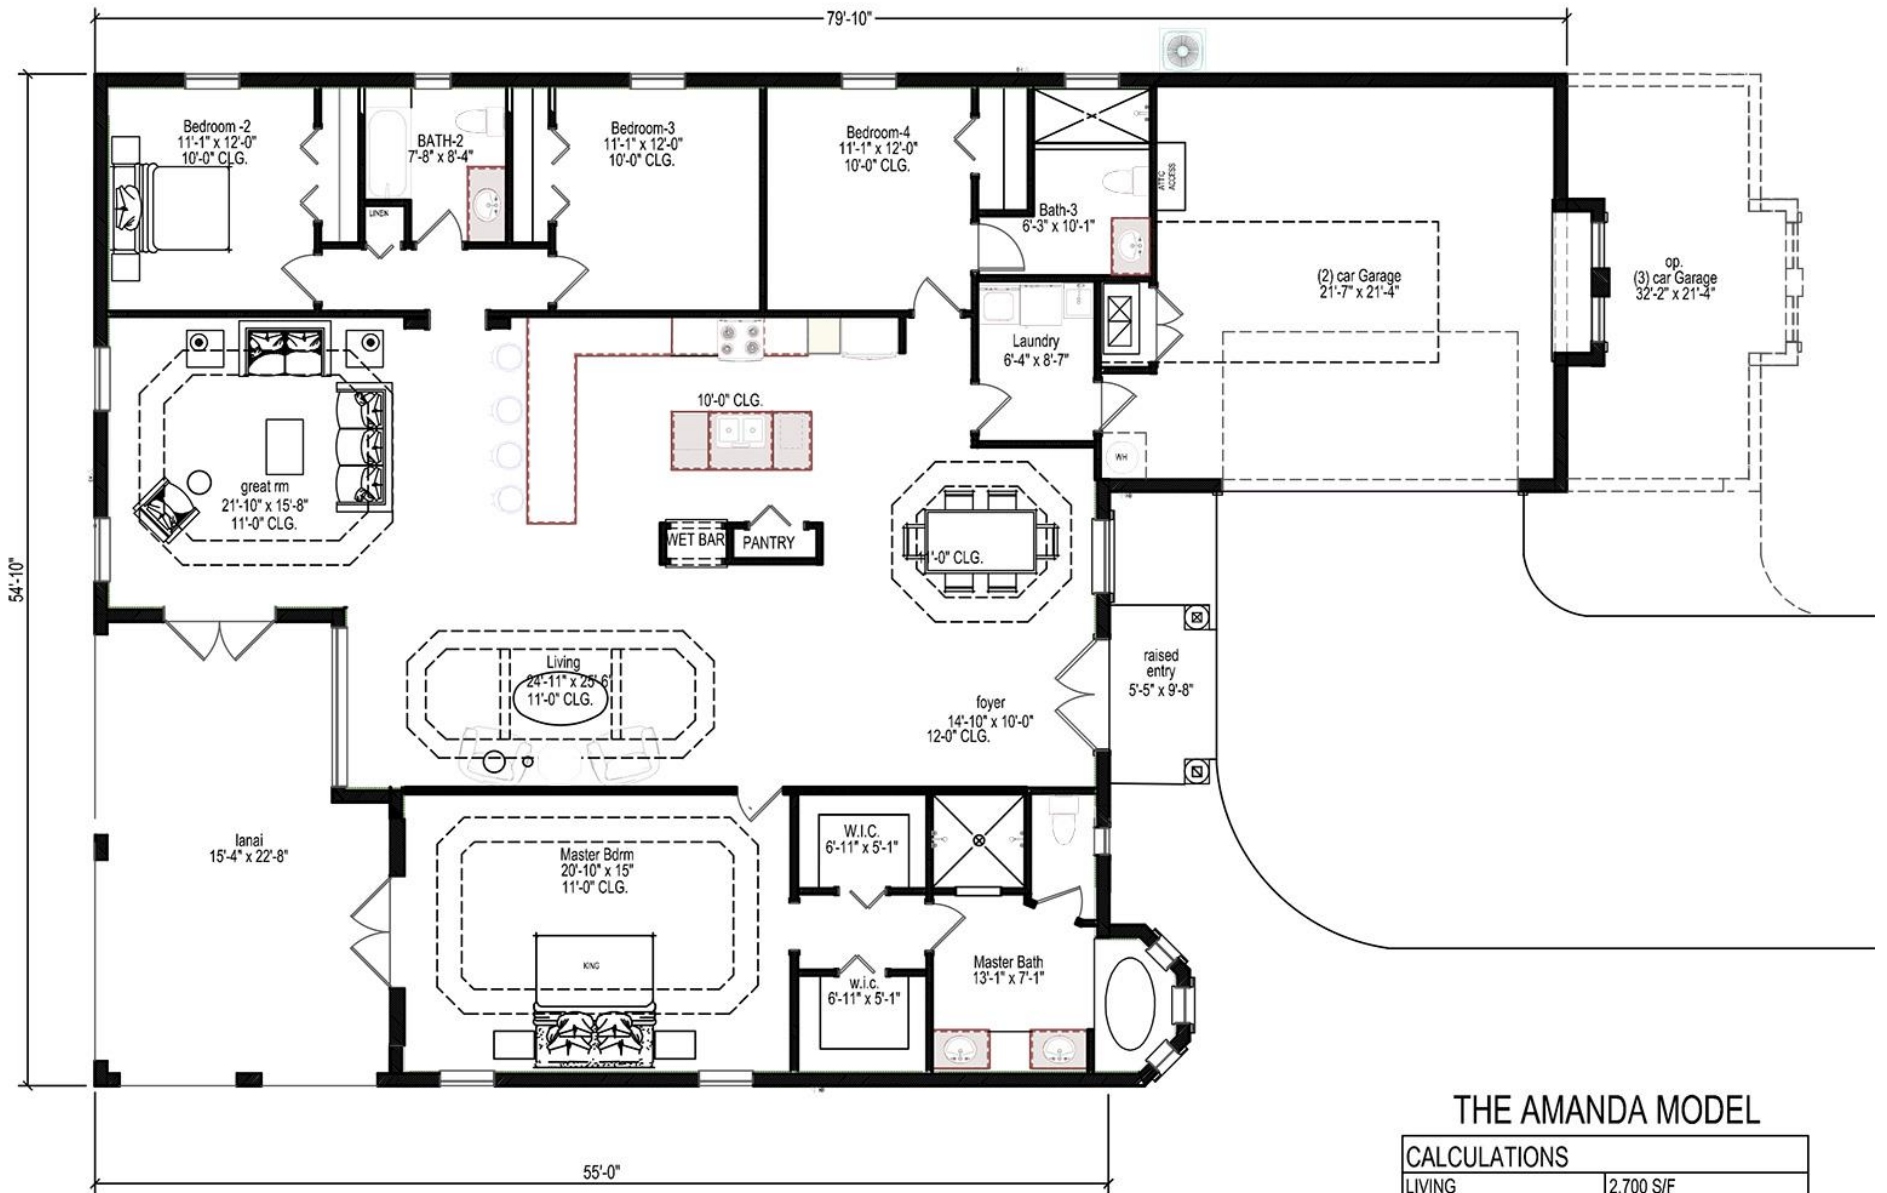 79'-10"
54'-10"
Bedroom -2
11'-1" x 12'-0"
10'-0" CLG.
BATH-2
7'-8" x 8'-4"
LINEN
Bedroom-3
11'-1" x 12'-0"
10'-0" CLG.
Bedroom-4
11'-1" x 12'-0"
10'-0" CLG.
Bath-3
6'-3" x 10'-1"
ATTIC
ACCESS
(2) car Garage
21'-7" x 21'-4"
op.
(3) car Garage
32'-2" x 21'-4"
Laundry
6'-4" x 8'-7"
WH
10'-0" CLG.
great rm
21'-10" x 15'-8"
11'-0" CLG.
WET BAR
PANTRY
11'-0" CLG.
Living
24'-11" x 25'-6"
11'-0" CLG.
foyer
14'-10" x 10'-0"
12-0" CLG.
raised
entry
5'-5" x 9'-8"
lanai
15'-4" x 22'-8"
Master Bdrm
20'-10" x 15"
11'-0" CLG.
KING
W.I.C.
6'-11" x 5'-1"
w.i.c.
6'-11" x 5'-1"
Master Bath
13'-1" x 7'-1"
55'-0"
THE AMANDA MODEL
CALCULATIONS
LIVING 2,700 S/F